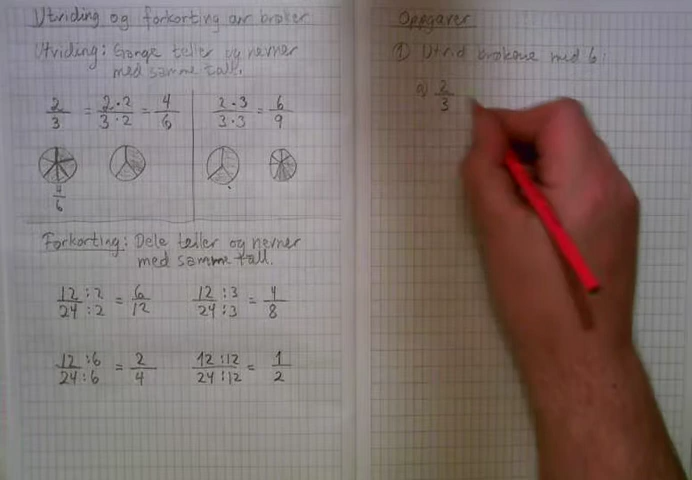 Utviding og forkorting av brøker
Utviding: Gange teller og nevner
med samme tall.
2/3 = 2·2/3·2 = 4/6
2·3/3·3 = 6/9
4/6
Forkorting: Dele teller og nevner
med samme tall.
12:2/24:2 = 6/12
12:3/24:3 = 4/8
12:6/24:6 = 2/4
12:12/24:12 = 1/2
Oppgaver
1) Utvid brøkene med 6:
a) 2/3